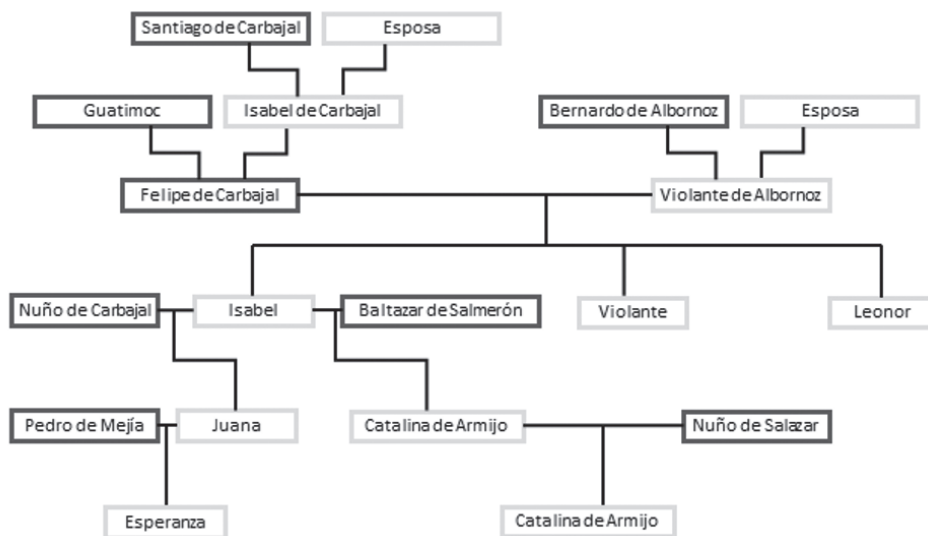 Santiago de Carbajal
Esposa
Guatimoc
Isabel de Carbajal
Bernardo de Albornoz
Esposa
Felipe de Carbajal
Violante de Albornoz
Nuño de Carbajal
Isabel
Baltazar de Salmerón
Violante
Leonor
Pedro de Mejía
Juana
Catalina de Armijo
Nuño de Salazar
Esperanza
Catalina de Armijo